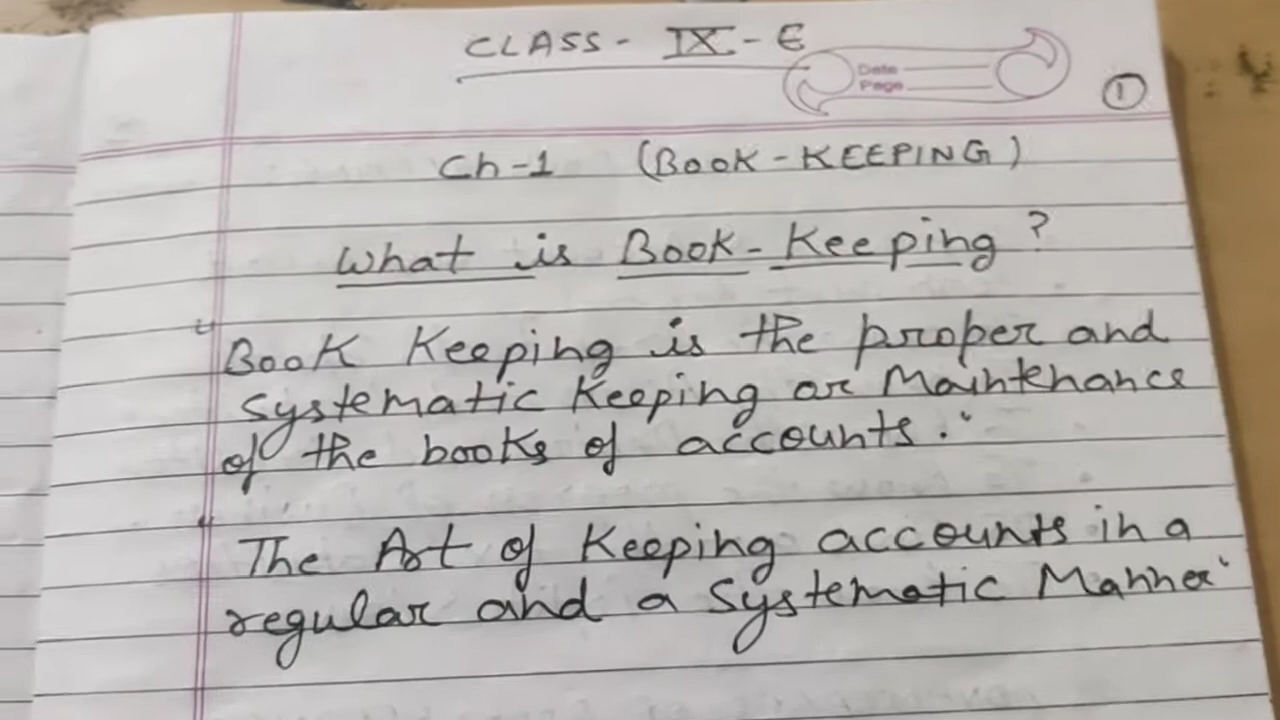 CLASS - IX - E
Date
Page
1
Ch-1 (BOOK-KEEPING)
What is Book-Keeping?
"Book Keeping is the proper and
systematic Keeping or Maintenance
of the books of accounts."
"The Art of Keeping accounts in a
regular and a systematic Manner"